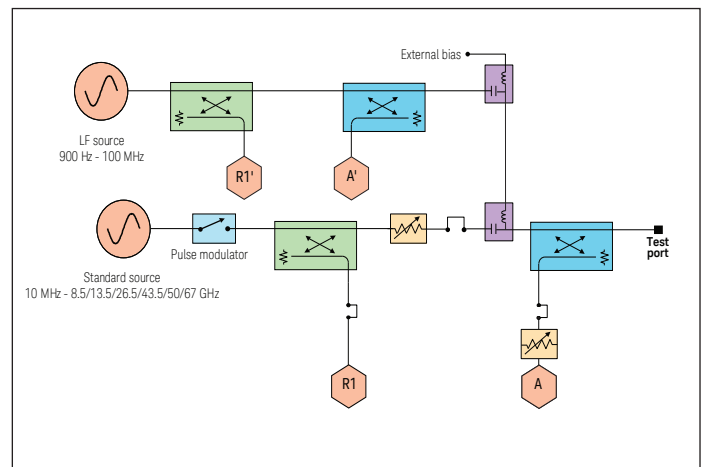 External bias
LF source
900 Hz - 100 MHz
R1'
A'
Pulse modulator
Test
port
Standard source
10 MHz - 8.5/13.5/26.5/43.5/50/67 GHz
R1
A